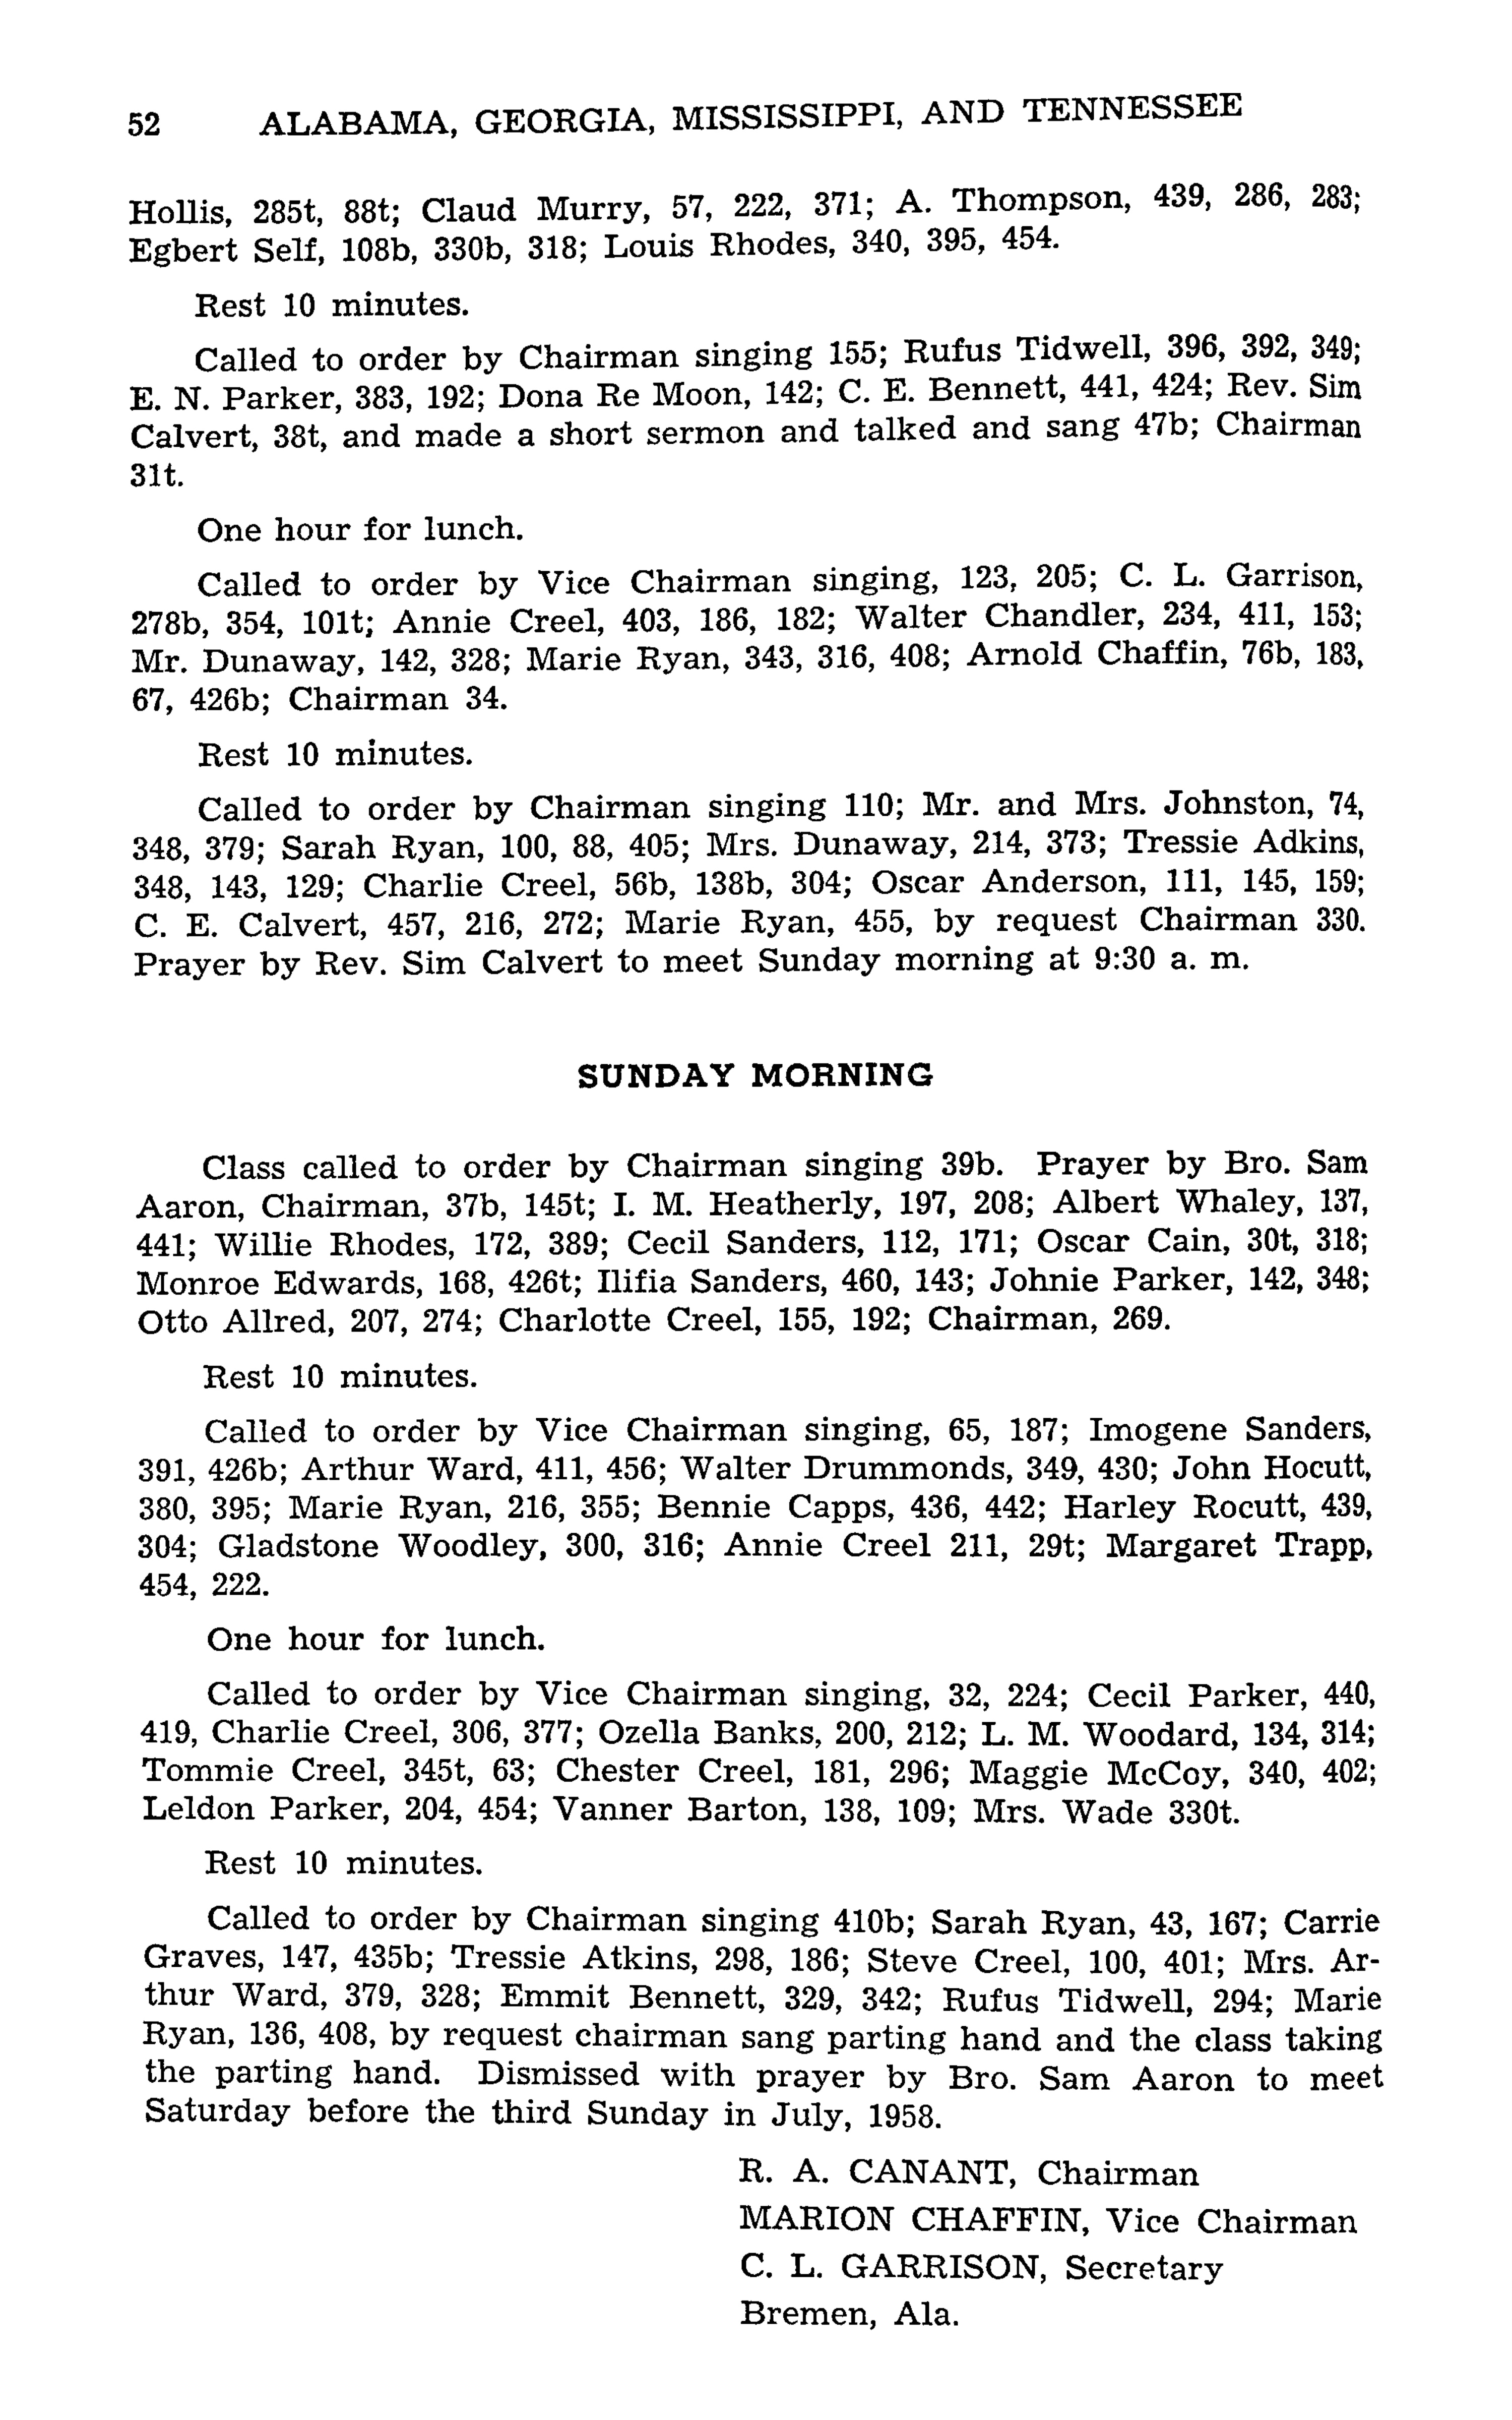 52 ALABAMA, GEORGIA, MISSISSIPPI, AND TENNESSEE
Hollis, 285t, 88t; Claud Murry, 57, 222, 371; A. Thompson, 439, 286, 283;
Egbert Self, 108b, 330b, 318; Louis Rhodes, 340, 395, 454.
Rest 10 minutes.
Called to order by Chairman singing 155; Rufus Tidwell, 396, 392, 349;
E. N. Parker, 383, 192; Dona Re Moon, 142; C. E. Bennett, 441, 424; Rev. Sim
Calvert, 38t, and made a short sermon and talked and sang 47b; Chairman
31t.
One hour for lunch.
Called to order by Vice Chairman singing, 123, 205; C. L. Garrison,
278b, 354, 101t; Annie Creel, 403, 186, 182; Walter Chandler, 234, 411, 153;
Mr. Dunaway, 142, 328; Marie Ryan, 343, 316, 408; Arnold Chaffin, 76b, 183,
67, 426b; Chairman 34.
Rest 10 minutes.
Called to order by Chairman singing 110; Mr. and Mrs. Johnston, 74,
348, 379; Sarah Ryan, 100, 88, 405; Mrs. Dunaway, 214, 373; Tressie Adkins,
348, 143, 129; Charlie Creel, 56b, 138b, 304; Oscar Anderson, 111, 145, 159;
C. E. Calvert, 457, 216, 272; Marie Ryan, 455, by request Chairman 330.
Prayer by Rev. Sim Calvert to meet Sunday morning at 9:30 a. m.
SUNDAY MORNING
Class called to order by Chairman singing 39b. Prayer by Bro. Sam
Aaron, Chairman, 37b, 145t; I. M. Heatherly, 197, 208; Albert Whaley, 137,
441; Willie Rhodes, 172, 389; Cecil Sanders, 112, 171; Oscar Cain, 30t, 318;
Monroe Edwards, 168, 426t; Ilifia Sanders, 460, 143; Johnie Parker, 142, 348;
Otto Allred, 207, 274; Charlotte Creel, 155, 192; Chairman, 269.
Rest 10 minutes.
Called to order by Vice Chairman singing, 65, 187; Imogene Sanders,
391, 426b; Arthur Ward, 411, 456; Walter Drummonds, 349, 430; John Hocutt,
380, 395; Marie Ryan, 216, 355; Bennie Capps, 436, 442; Harley Rocutt, 439,
304; Gladstone Woodley, 300, 316; Annie Creel 211, 29t; Margaret Trapp,
454, 222.
One hour for lunch.
Called to order by Vice Chairman singing, 32, 224; Cecil Parker, 440,
419, Charlie Creel, 306, 377; Ozella Banks, 200, 212; L. M. Woodard, 134, 314;
Tommie Creel, 345t, 63; Chester Creel, 181, 296; Maggie McCoy, 340, 402;
Leldon Parker, 204, 454; Vanner Barton, 138, 109; Mrs. Wade 330t.
Rest 10 minutes.
Called to order by Chairman singing 410b; Sarah Ryan, 43, 167; Carrie
Graves, 147, 435b; Tressie Atkins, 298, 186; Steve Creel, 100, 401; Mrs. Ar-
thur Ward, 379, 328; Emmit Bennett, 329, 342; Rufus Tidwell, 294; Marie
Ryan, 136, 408, by request chairman sang parting hand and the class taking
the parting hand. Dismissed with prayer by Bro. Sam Aaron to meet
Saturday before the third Sunday in July, 1958.
R. A. CANANT, Chairman
MARION CHAFFIN, Vice Chairman
C. L. GARRISON, Secretary
Bremen, Ala.